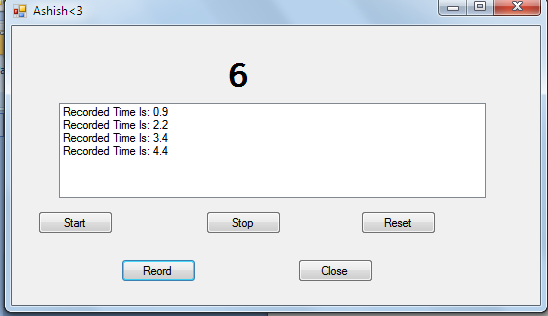 Ashish<3
6
Recorded Time Is: 0.9
Recorded Time Is: 2.2
Recorded Time Is: 3.4
Recorded Time Is: 4.4
Start Stop Reset
Reord Close